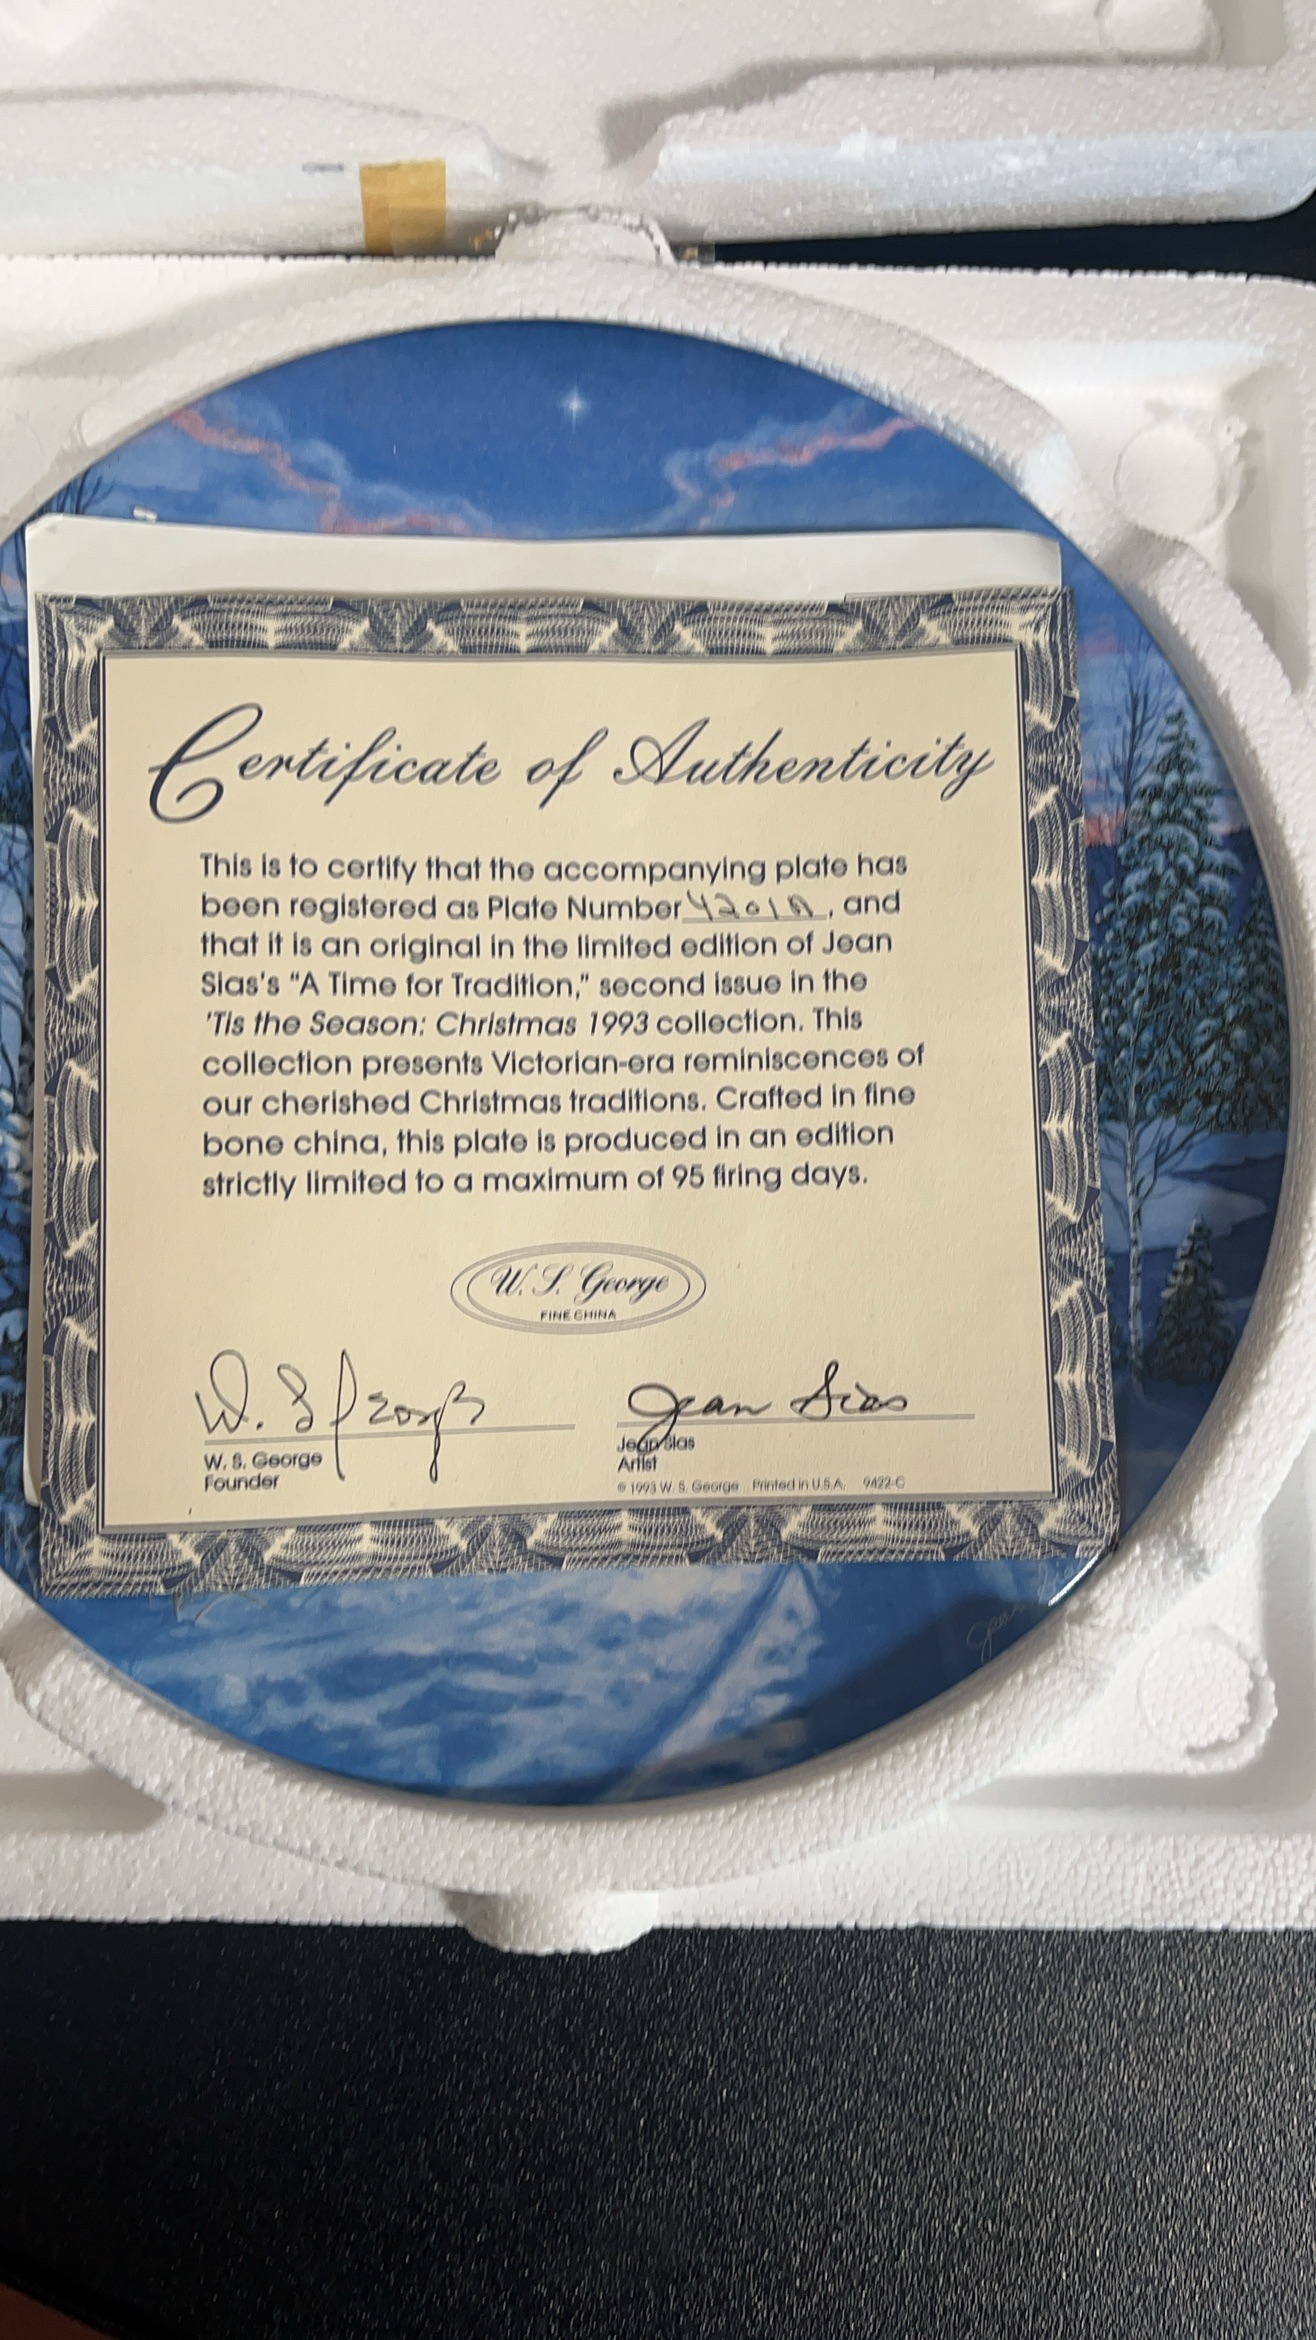 Certificate of Authenticity
This is to certify that the accompanying plate has
been registered as Plate Number 4201A, and
that it is an original in the limited edition of Jean
Sias's “A Time for Tradition,” second issue in the
'Tis the Season: Christmas 1993 collection. This
collection presents Victorian-era reminiscences of
our cherished Christmas traditions. Crafted in fine
bone china, this plate is produced in an edition
strictly limited to a maximum of 95 firing days.
W. S. George
FINE CHINA
W. S. George
Jean Sias
W. S. George
Founder
Jean Sias
Artist
© 1993 W. S. George Printed in U.S.A. 9422-C
Jean